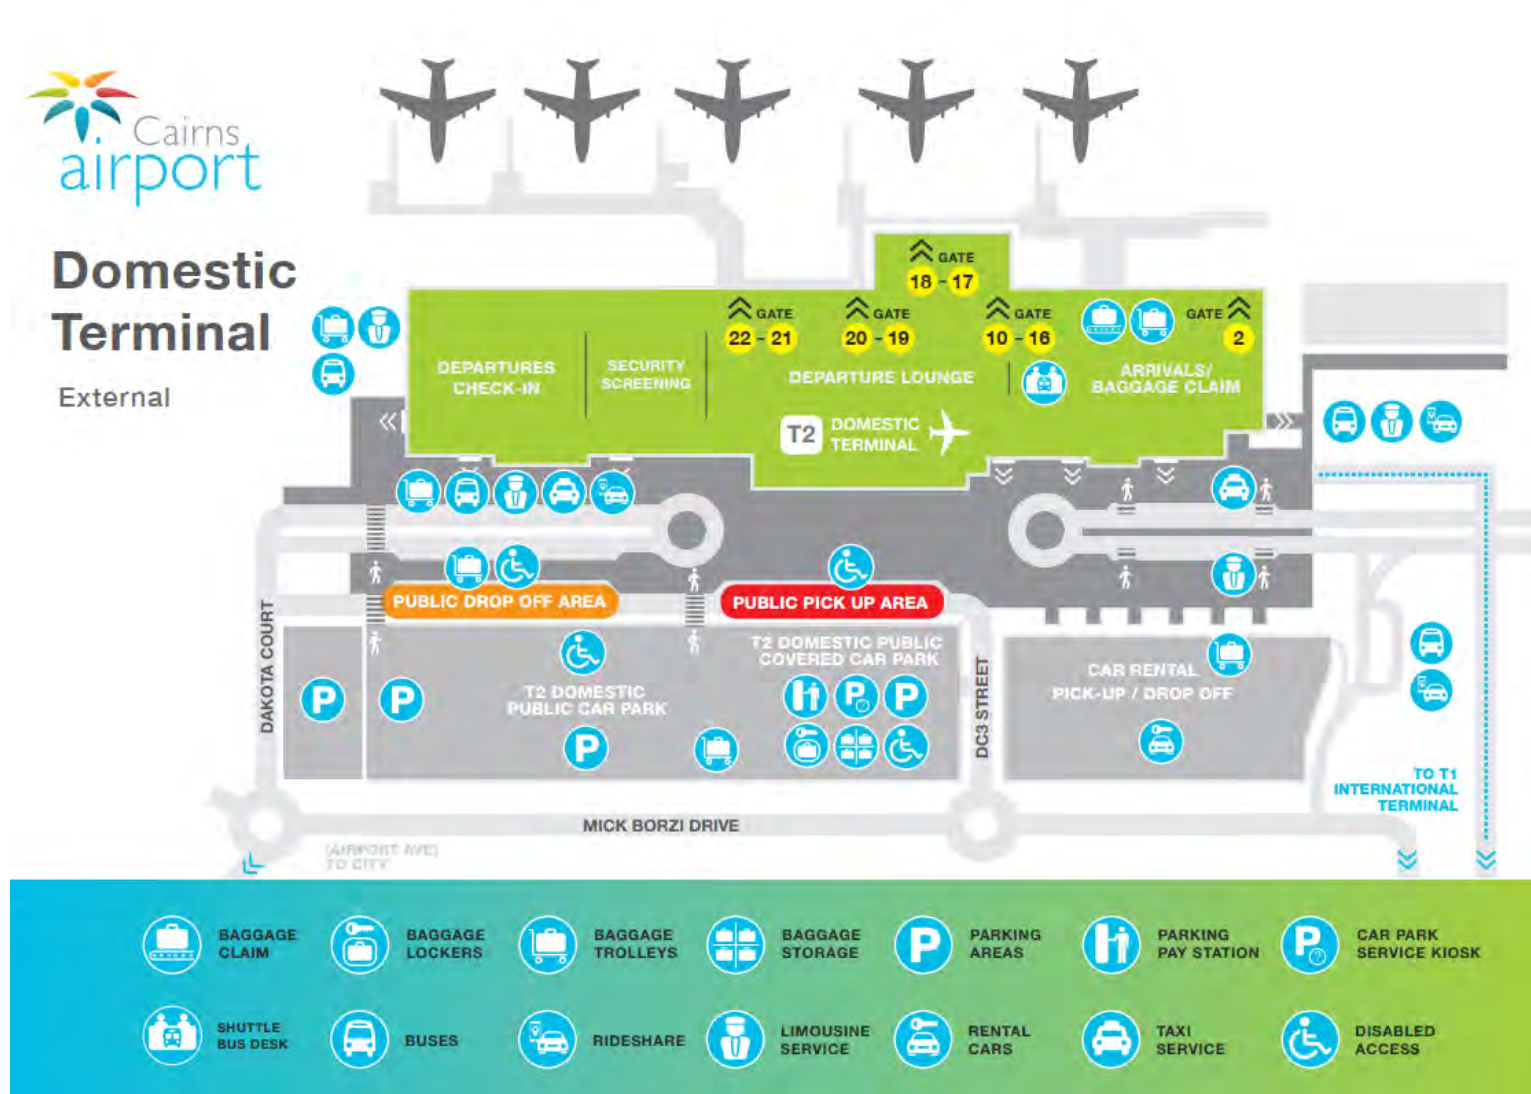 Cairns
airport
Domestic
Terminal
External
GATE
18 - 17
GATE
22 - 21
GATE
20 - 19
GATE
10 - 16
GATE
2
DEPARTURES
CHECK-IN
SECURITY
SCREENING
DEPARTURE LOUNGE
ARRIVALS/
BAGGAGE CLAIM
T2 DOMESTIC
TERMINAL
PUBLIC DROP OFF AREA
PUBLIC PICK UP AREA
DAKOTA COURT
T2 DOMESTIC
PUBLIC CAR PARK
T2 DOMESTIC PUBLIC
COVERED CAR PARK
DC3 STREET
CAR RENTAL
PICK-UP / DROP OFF
P
P
P
P
P
TO T1
INTERNATIONAL
TERMINAL
MICK BORZI DRIVE
(AIRPORT AVE)
TO CITY
BAGGAGE
CLAIM
BAGGAGE
LOCKERS
BAGGAGE
TROLLEYS
BAGGAGE
STORAGE
P
PARKING
AREAS
PARKING
PAY STATION
P?
CAR PARK
SERVICE KIOSK
SHUTTLE
BUS DESK
BUSES
RIDESHARE
LIMOUSINE
SERVICE
RENTAL
CARS
TAXI
SERVICE
DISABLED
ACCESS